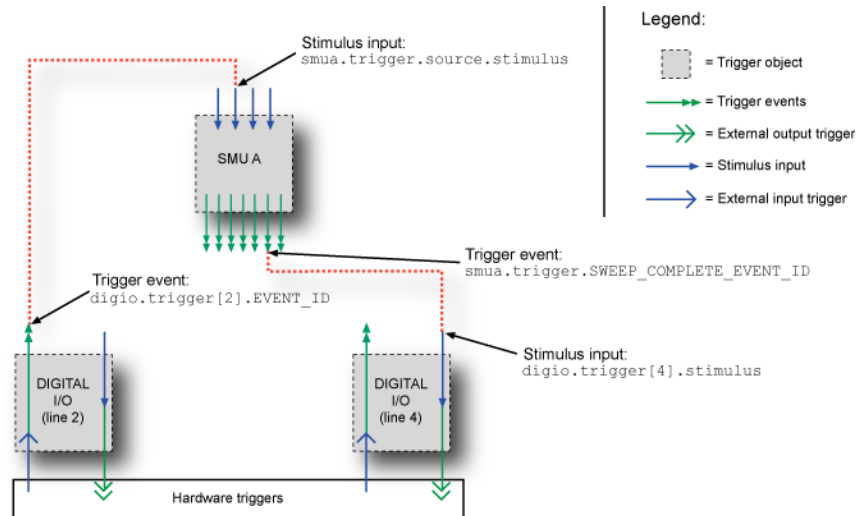 Stimulus input:
smua.trigger.source.stimulus
Legend:
= Trigger object
= Trigger events
= External output trigger
= Stimulus input
= External input trigger
SMU A
Trigger event:
smua.trigger.SWEEP_COMPLETE_EVENT_ID
Trigger event:
digio.trigger[2].EVENT_ID
Stimulus input:
digio.trigger[4].stimulus
DIGITAL
I/O
(line 2)
DIGITAL
I/O
(line 4)
Hardware triggers